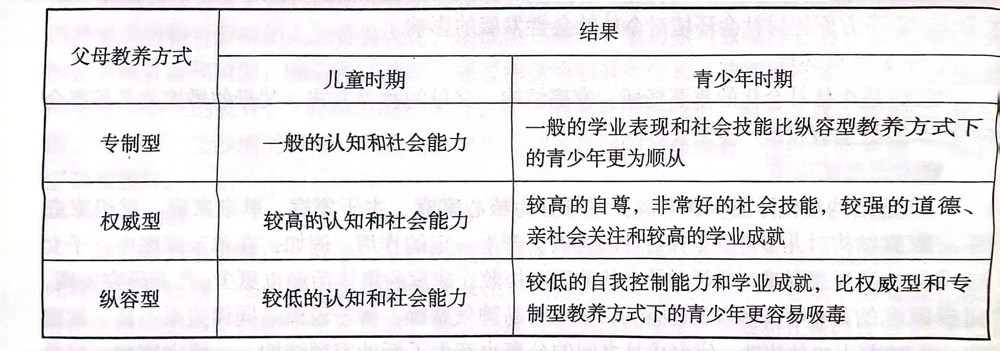 父母教养方式
结果
儿童时期
青少年时期
专制型
一般的认知和社会能力
一般的学业表现和社会技能比纵容型教养方式下
的青少年更为顺从
权威型
较高的认知和社会能力
较高的自尊，非常好的社会技能，较强的道德、
亲社会关注和较高的学业成就
纵容型
较低的认知和社会能力
较低的自我控制能力和学业成就，比权威型和专
制型教养方式下的青少年更容易吸毒